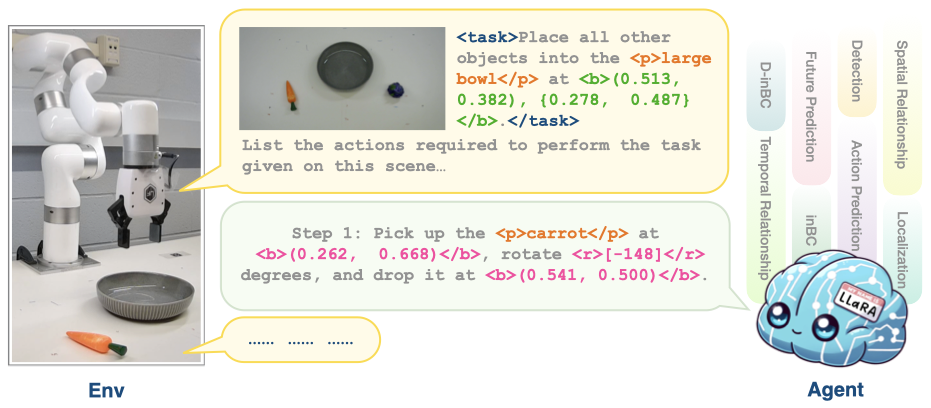 <task>Place all other
objects into the <p>large
bowl</p> at <b>(0.513,
0.382), {0.278, 0.487}
</b>.</task>
List the actions required to perform the task
given on this scene…
Step 1: Pick up the <p>carrot</p> at
<b>(0.262, 0.668)</b>, rotate <r>[-148]</r>
degrees, and drop it at <b>(0.541, 0.500)</b>.
…… …… ……
Env
D-inBC
Temporal Relationship
Future Prediction
inBC
Detection
Action Prediction
Spatial Relationship
Localization
MY NAME IS
LLaRA
Agent